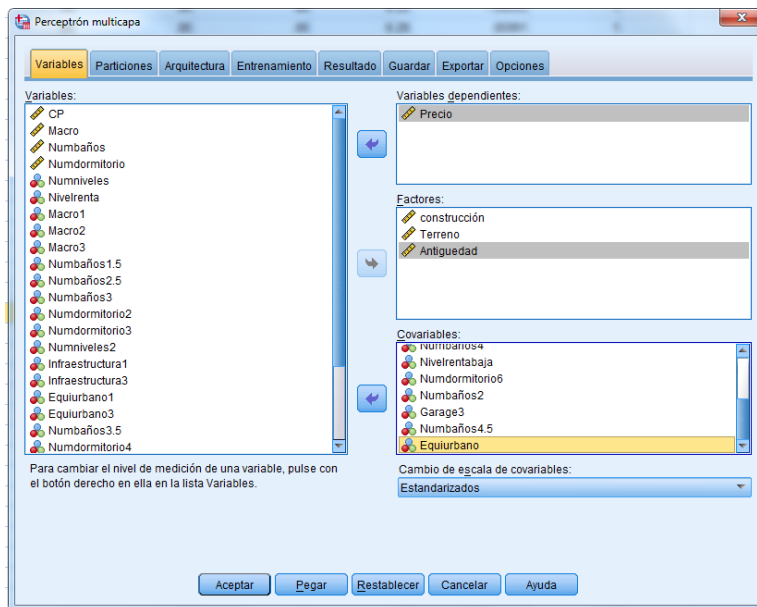 Perceptrón multicapa
Variables Particiones Arquitectura Entrenamiento Resultado Guardar Exportar Opciones
Variables:
CP
Macro
Numbaños
Numdormitorio
Numniveles
Nivelrenta
Macro1
Macro2
Macro3
Numbaños1.5
Numbaños2.5
Numbaños3
Numdormitorio2
Numdormitorio3
Numniveles2
Infraestructura1
Infraestructura3
Equiurbano1
Equiurbano3
Numbaños3.5
Numdormitorio4
Para cambiar el nivel de medición de una variable, pulse con
el botón derecho en ella en la lista Variables.
Variables dependientes:
Precio
Factores:
construcción
Terreno
Antiguedad
Covariables:
Numbaños4
Nivelrentabaja
Numdormitorio6
Numbaños2
Garage3
Numbaños4.5
Equiurbano
Cambio de escala de covariables:
Estandarizados
Aceptar Pegar Restablecer Cancelar Ayuda